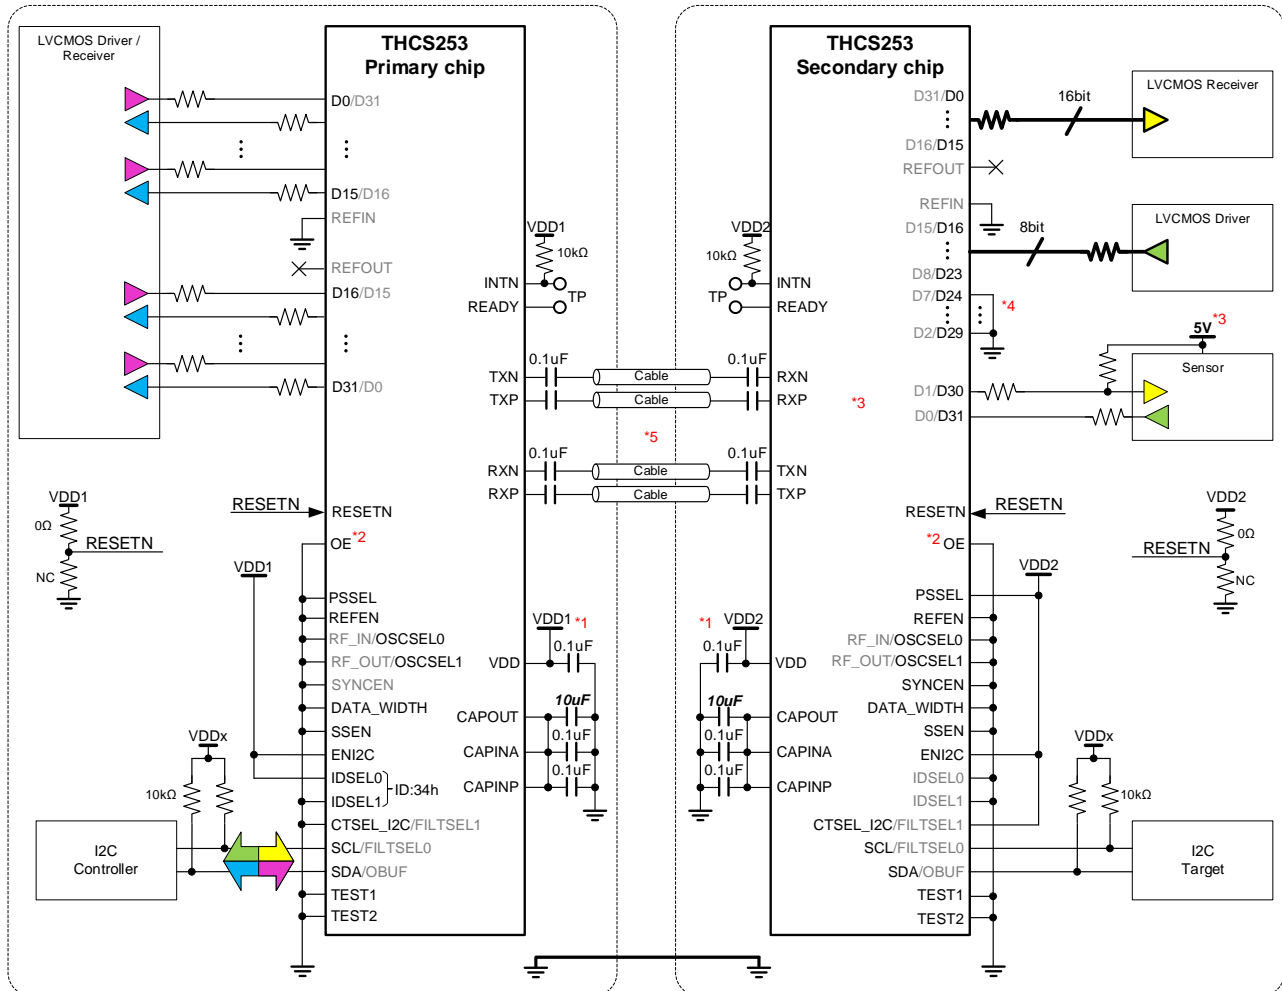 LVCMOS Driver /
Receiver
THCS253
Primary chip
D0/D31
D15/D16
REFIN
REFOUT
D16/D15
D31/D0
VDD1
10kΩ
INTN
TP
READY
0.1uF
TXN
TXP
0.1uF
RXN
RXP
Cable
Cable
*5
Cable
Cable
RESETN
RESETN
OE *2
VDD1
0Ω
RESETN
NC
VDD1
PSSEL
REFEN
RF_IN/OSCSEL0
RF_OUT/OSCSEL1
SYNCEN
DATA_WIDTH
SSEN
ENI2C
IDSEL0
ID:34h
IDSEL1
CTSEL_I2C/FILTSEL1
SCL/FILTSEL0
SDA/OBUF
TEST1
TEST2
VDD1 *1
0.1uF
VDD
10uF
CAPOUT
0.1uF
CAPINA
0.1uF
CAPINP
VDDx
10kΩ
I2C
Controller
THCS253
Secondary chip
D31/D0
16bit
LVCMOS Receiver
D16/D15
REFOUT
REFIN
D15/D16
8bit
LVCMOS Driver
D8/D23
D7/D24
*4
D2/D29
5V *3
Sensor
D1/D30
D0/D31
VDD2
10kΩ
TP
INTN
READY
0.1uF
RXN
RXP
*3
0.1uF
TXN
TXP
RESETN
RESETN
*2 OE
VDD2
VDD2
0Ω
RESETN
NC
PSSEL
REFEN
RF_IN/OSCSEL0
RF_OUT/OSCSEL1
SYNCEN
DATA_WIDTH
SSEN
ENI2C
IDSEL0
IDSEL1
CTSEL_I2C/FILTSEL1
SCL/FILTSEL0
SDA/OBUF
TEST1
TEST2
*1 VDD2
0.1uF
VDD
10uF
CAPOUT
0.1uF
CAPINA
0.1uF
CAPINP
VDDx
10kΩ
I2C
Target